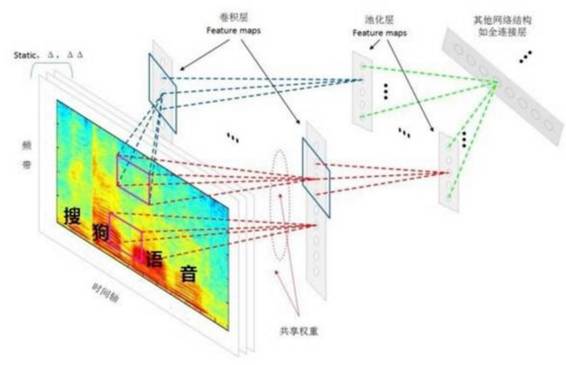 卷积层
Feature maps
池化层
Feature maps
其他网络结构
如全连接层
Static, Δ, ΔΔ
频带
搜狗语音
时间轴
共享权重